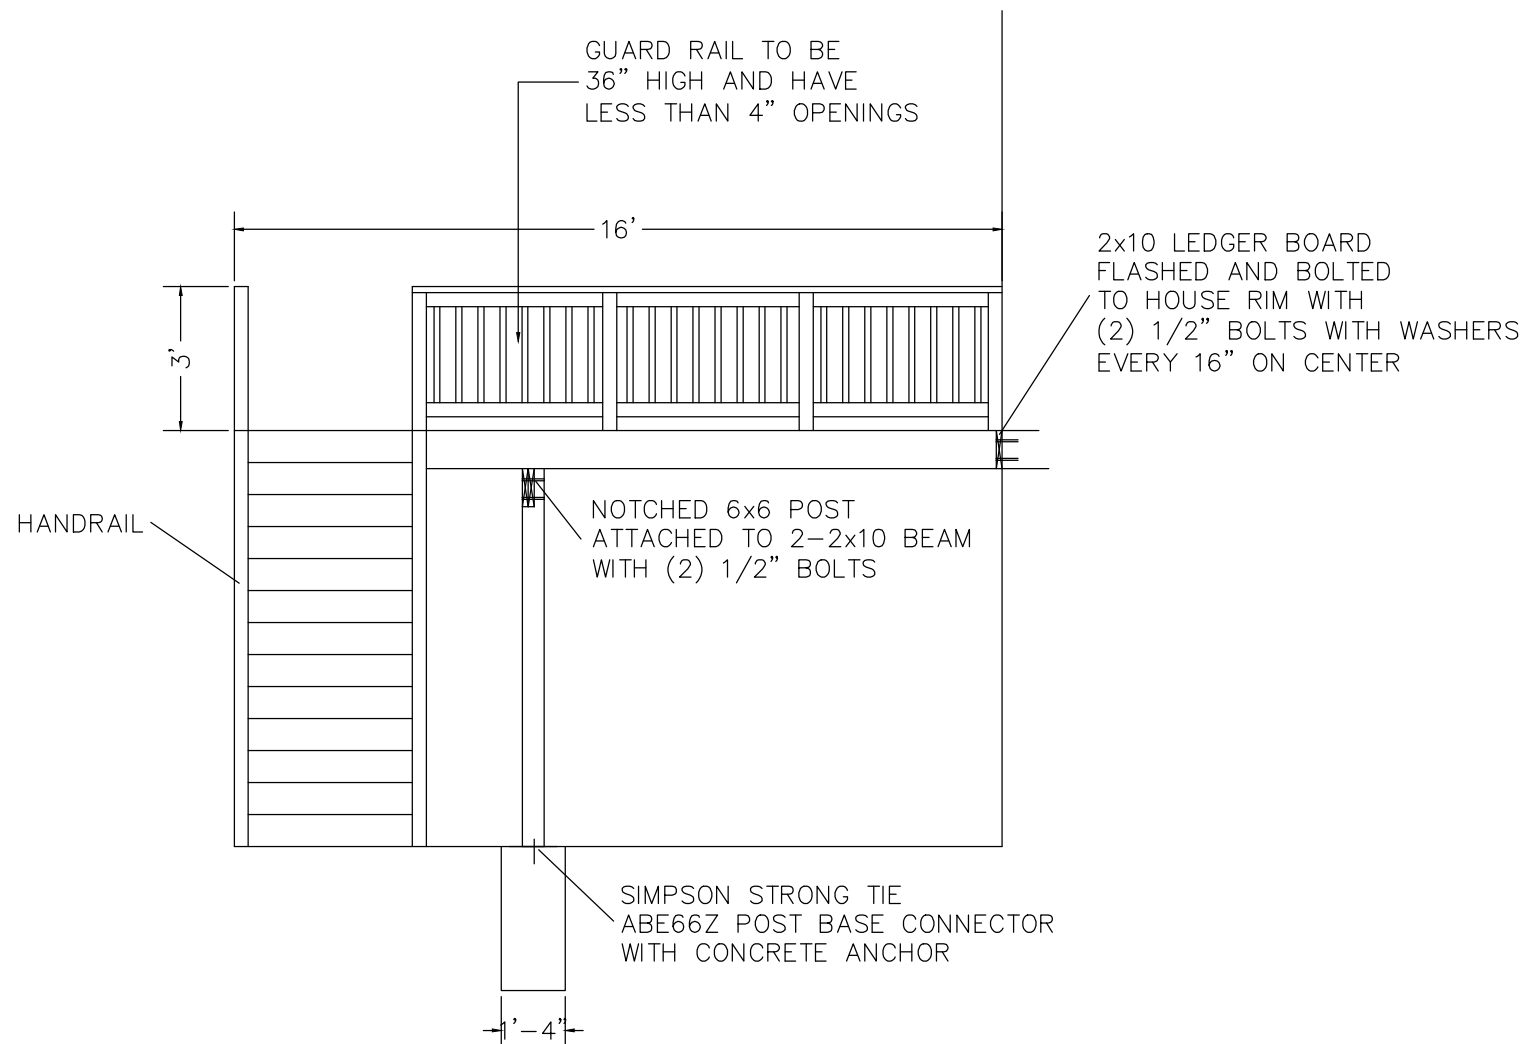 GUARD RAIL TO BE
36" HIGH AND HAVE
LESS THAN 4" OPENINGS
16'
2x10 LEDGER BOARD
FLASHED AND BOLTED
TO HOUSE RIM WITH
(2) 1/2" BOLTS WITH WASHERS
EVERY 16" ON CENTER
3'
NOTCHED 6x6 POST
ATTACHED TO 2-2x10 BEAM
WITH (2) 1/2" BOLTS
HANDRAIL
SIMPSON STRONG TIE
ABE66Z POST BASE CONNECTOR
WITH CONCRETE ANCHOR
1'-4"